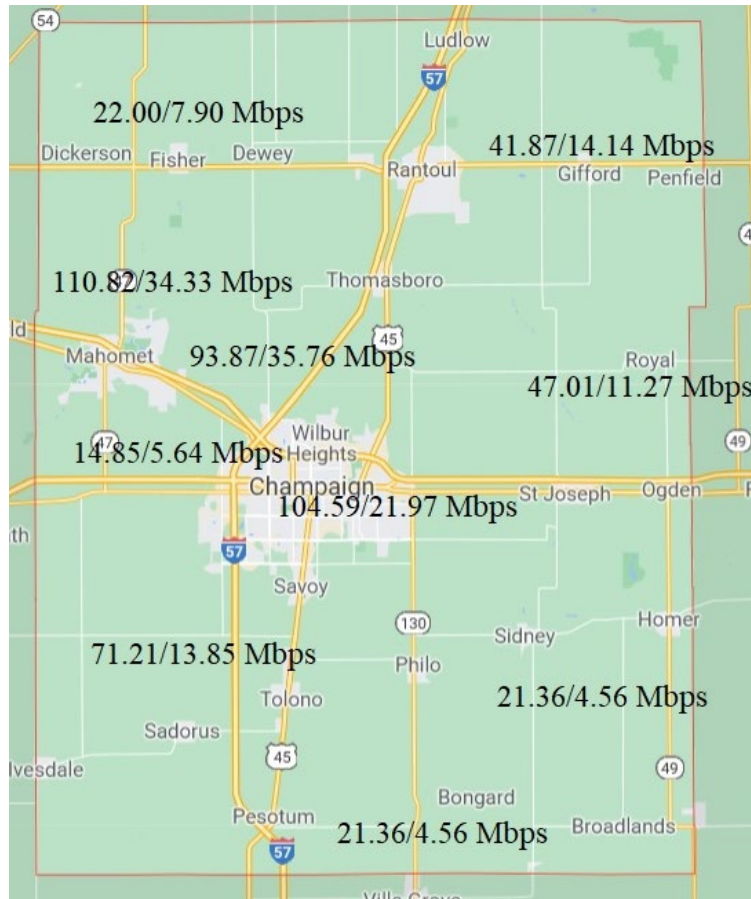 54
Ludlow
57
22.00/7.90 Mbps
41.87/14.14 Mbps
Dickerson
Fisher
Dewey
Rantoul
Gifford
Penfield
110.82/34.33 Mbps
Thomasboro
ld
Mahomet
93.87/35.76 Mbps
45
Royal
47.01/11.27 Mbps
47
14.85/5.64 Mbps
Wilbur
Heights
49
Champaign
104.59/21.97 Mbps
St Joseph
Ogden
th
57
Savoy
130
Homer
Sidney
71.21/13.85 Mbps
Philo
Tolono
21.36/4.56 Mbps
Sadorus
45
lvesdale
49
Bongard
Pesotum
21.36/4.56 Mbps
Broadlands
57